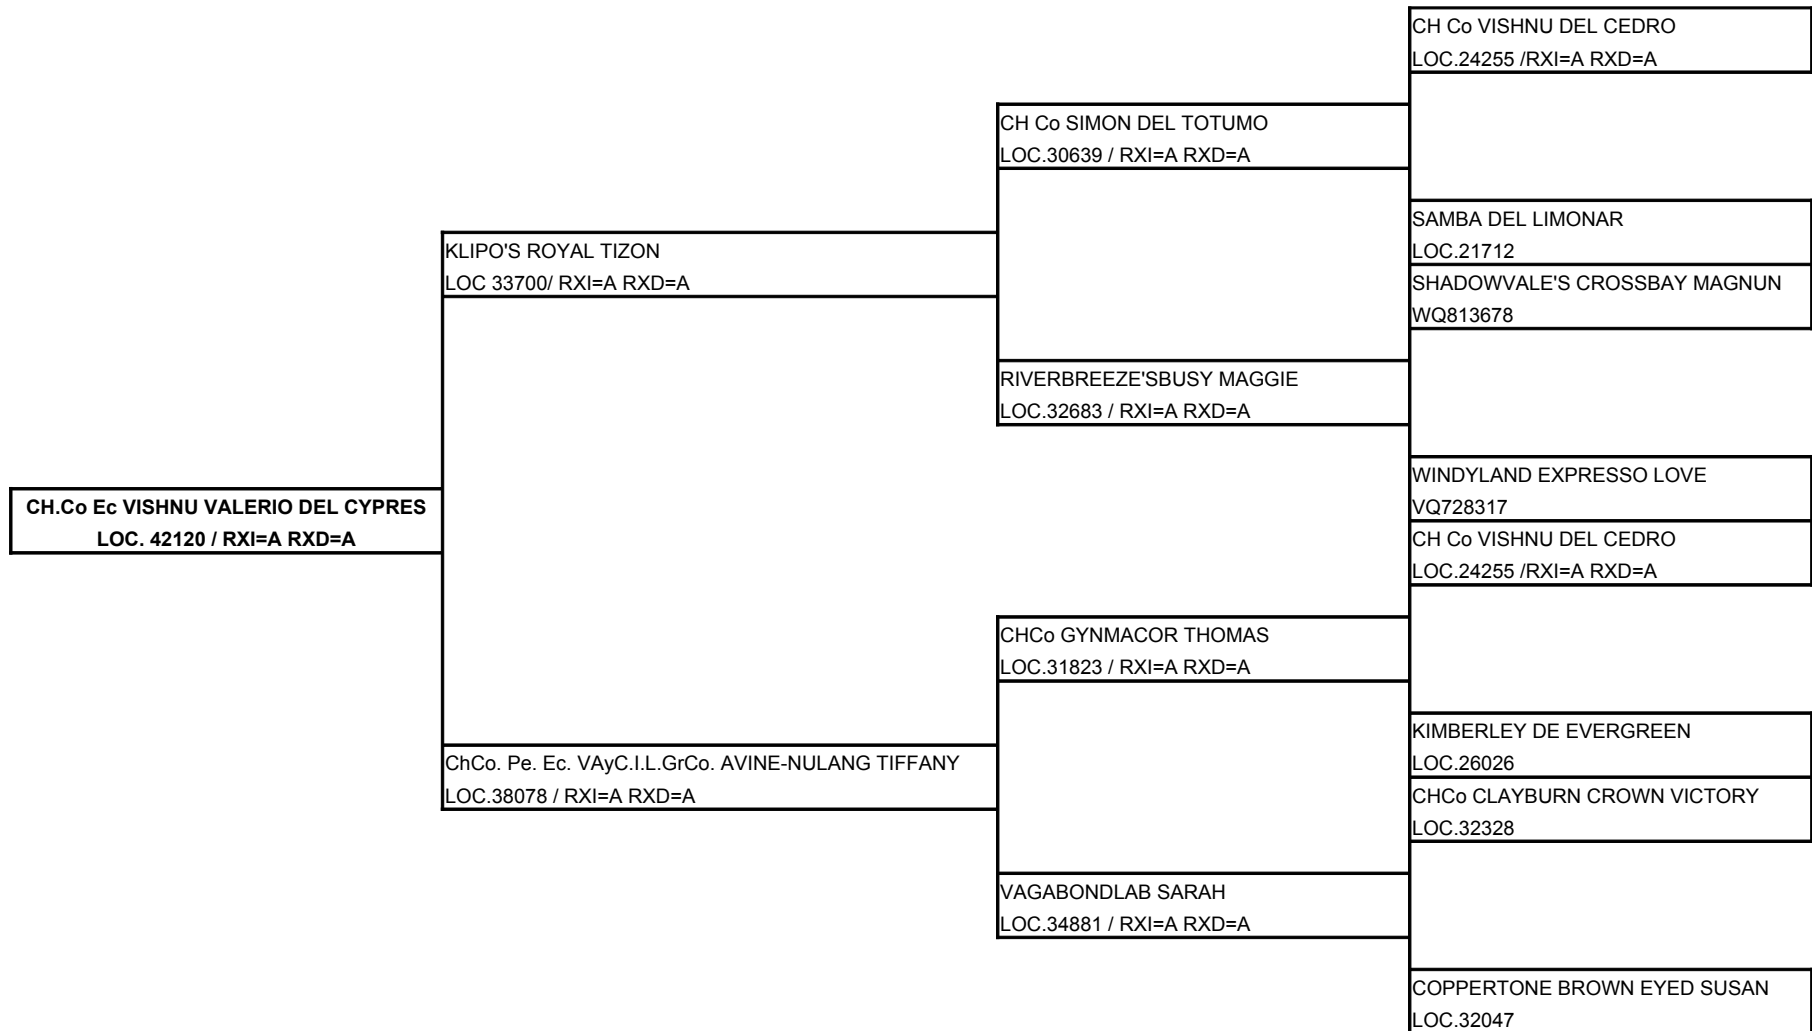 CH Co VISHNU DEL CEDRO
LOC.24255 /RXI=A RXD=A
CH Co SIMON DEL TOTUMO
LOC.30639 / RXI=A RXD=A
SAMBA DEL LIMONAR
LOC.21712
KLIPO'S ROYAL TIZON
LOC 33700/ RXI=A RXD=A
SHADOWVALE'S CROSSBAY MAGNUN
WQ813678
RIVERBREEZE'SBUSY MAGGIE
LOC.32683 / RXI=A RXD=A
WINDYLAND EXPRESSO LOVE
VQ728317
CH.Co Ec VISHNU VALERIO DEL CYPRES
LOC. 42120 / RXI=A RXD=A
CH Co VISHNU DEL CEDRO
LOC.24255 /RXI=A RXD=A
CHCo GYNMACOR THOMAS
LOC.31823 / RXI=A RXD=A
KIMBERLEY DE EVERGREEN
LOC.26026
ChCo. Pe. Ec. VAyC.I.L.GrCo. AVINE-NULANG TIFFANY
LOC.38078 / RXI=A RXD=A
CHCo CLAYBURN CROWN VICTORY
LOC.32328
VAGABONDLAB SARAH
LOC.34881 / RXI=A RXD=A
COPPERTONE BROWN EYED SUSAN
LOC.32047